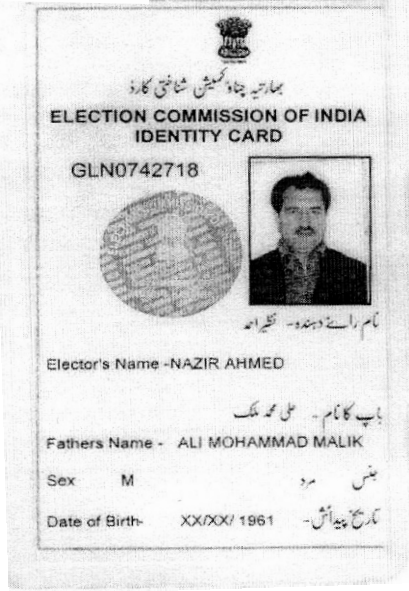 بھارتیہ چناؤ کمیشن شناختی کارڈ
ELECTION COMMISSION OF INDIA
IDENTITY CARD
GLN0742718
نام رائے دہندہ - نظیر احمد
Elector's Name -NAZIR AHMED
باپ کا نام - علی محمد ملک
Fathers Name - ALI MOHAMMAD MALIK
جنس مرد
Sex M
تاریخ پیدائش -
Date of Birth- XX/XX/ 1961